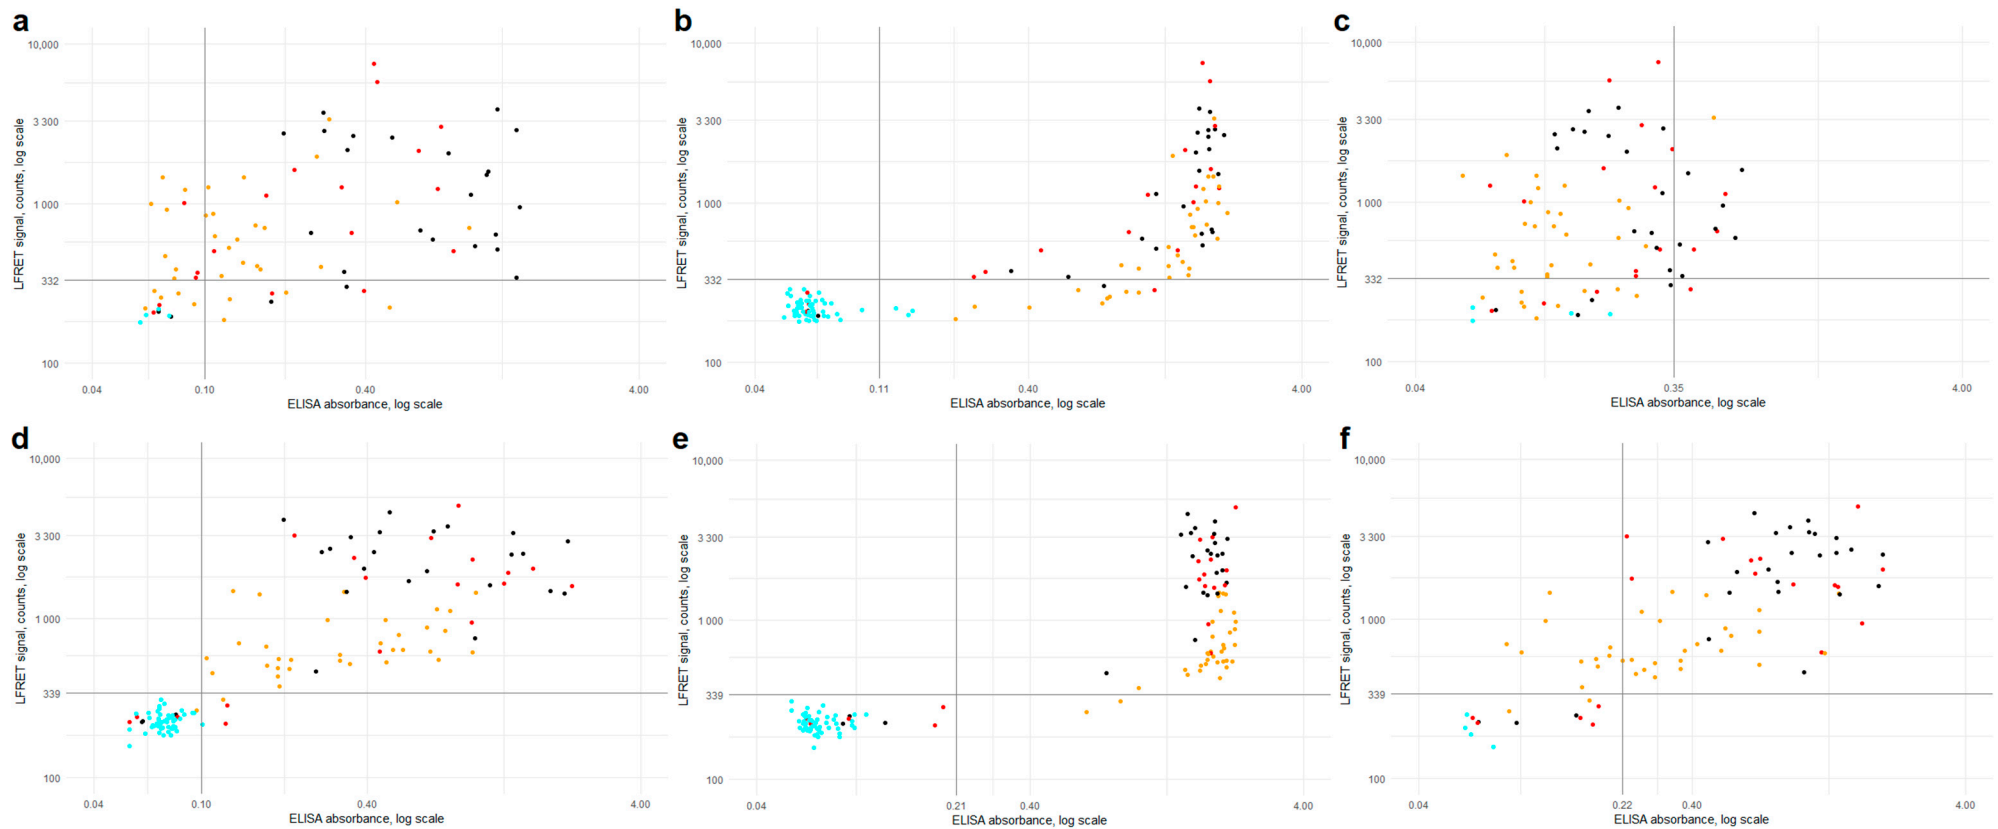 a
LFRET signal, counts, log scale
10,000
3 300
1 000
332
100
0.04
0.10
0.40
4.00
ELISA absorbance, log scale
b
LFRET signal, counts, log scale
10,000
3 300
1 000
332
100
0.04
0.11
0.40
4.00
ELISA absorbance, log scale
c
LFRET signal, counts, log scale
10,000
3 300
1 000
332
100
0.04
0.35
4.00
ELISA absorbance, log scale
d
LFRET signal, counts, log scale
10,000
3 300
1 000
339
100
0.04
0.10
0.40
4.00
ELISA absorbance, log scale
e
LFRET signal, counts, log scale
10,000
3 300
1 000
339
100
0.04
0.21
0.40
4.00
ELISA absorbance, log scale
f
LFRET signal, counts, log scale
10,000
3 300
1 000
339
100
0.04
0.22
0.40
4.00
ELISA absorbance, log scale